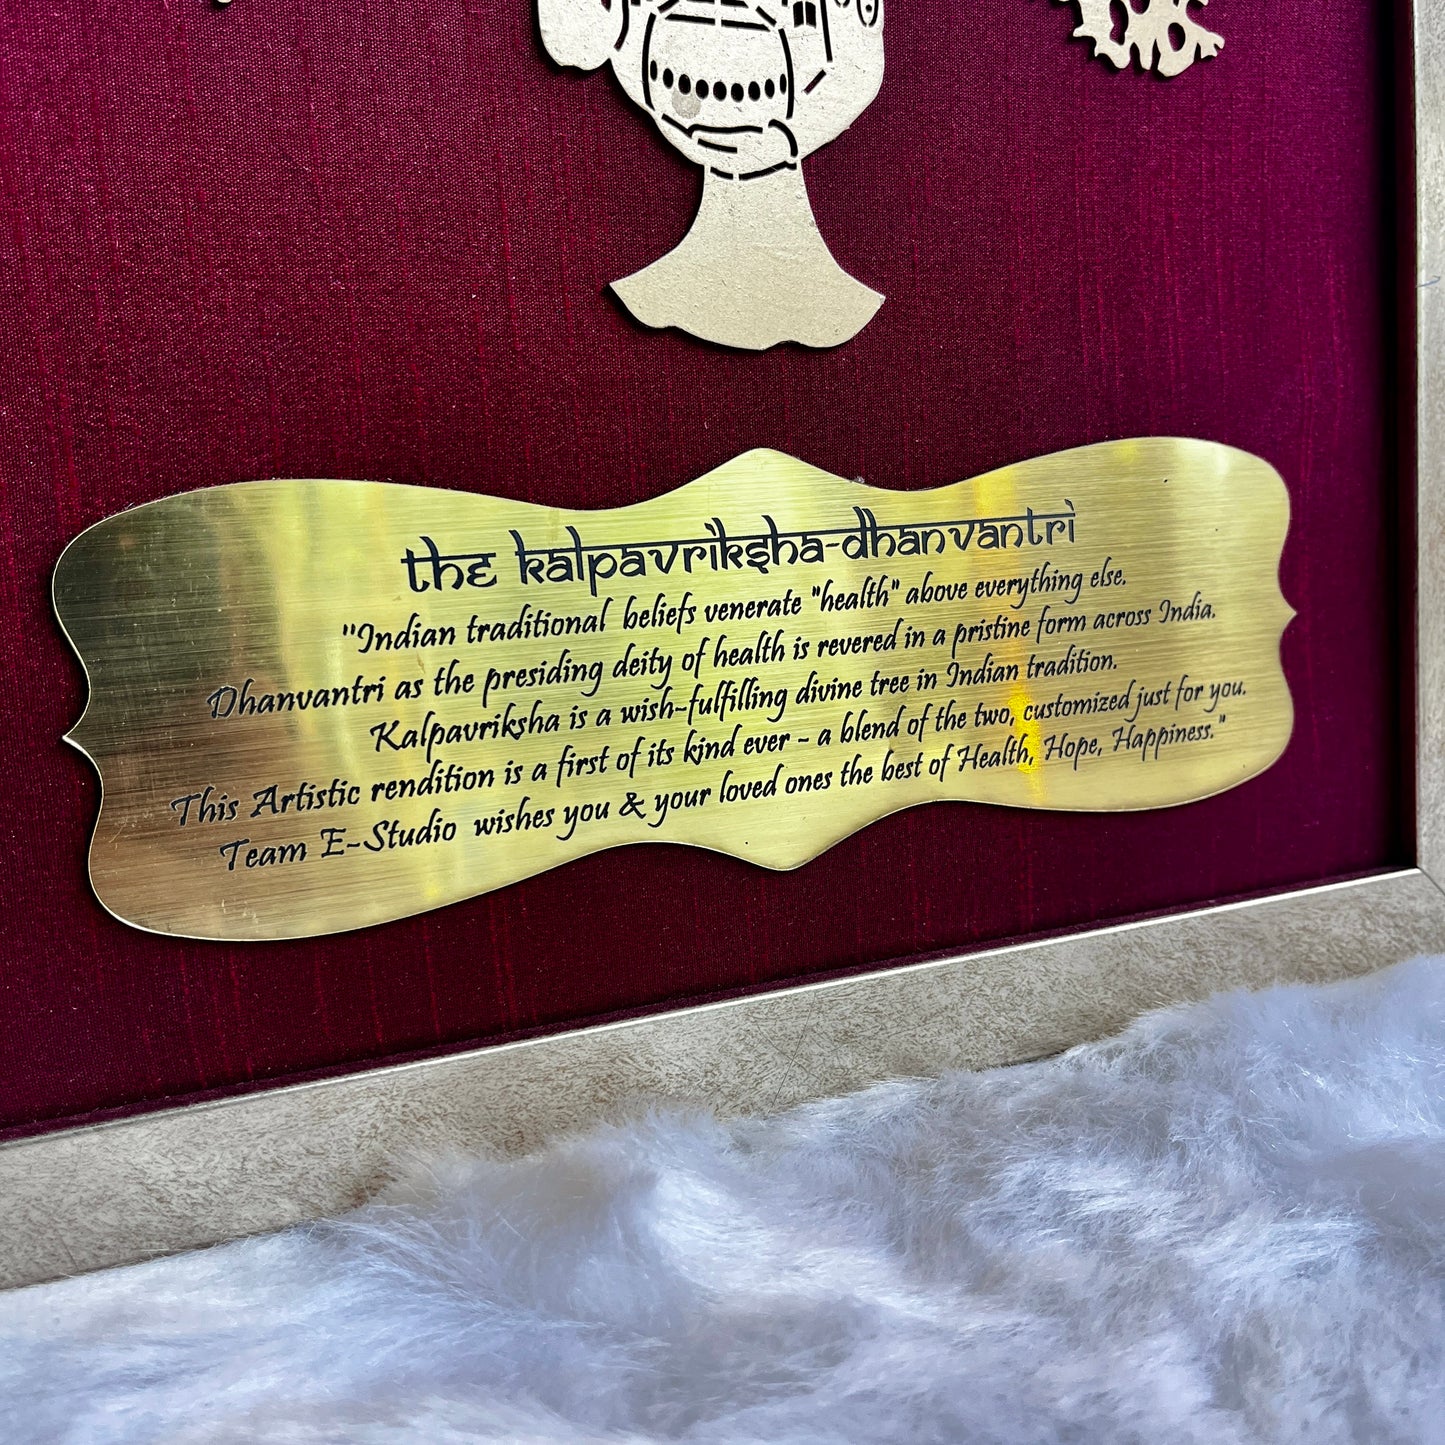 the kalpavriksha-dhanvantri
"Indian traditional beliefs venerate "health" above everything else.
Dhanvantri as the presiding deity of health is revered in a pristine form across India.
Kalpavriksha is a wish-fulfilling divine tree in Indian tradition.
This Artistic rendition is a first of its kind ever - a blend of the two, customized just for you.
Team E-Studio wishes you & your loved ones the best of Health, Hope, Happiness."